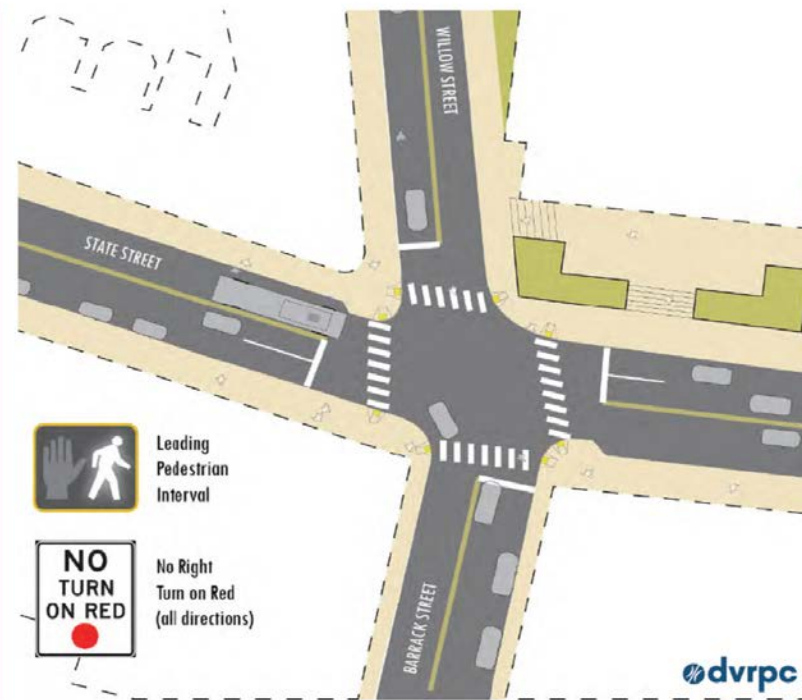 WILLOW STREET
STATE STREET
Leading
Pedestrian
Interval
NO
TURN
ON RED
No Right
Turn on Red
(all directions)
BARRACK STREET
dvrpc